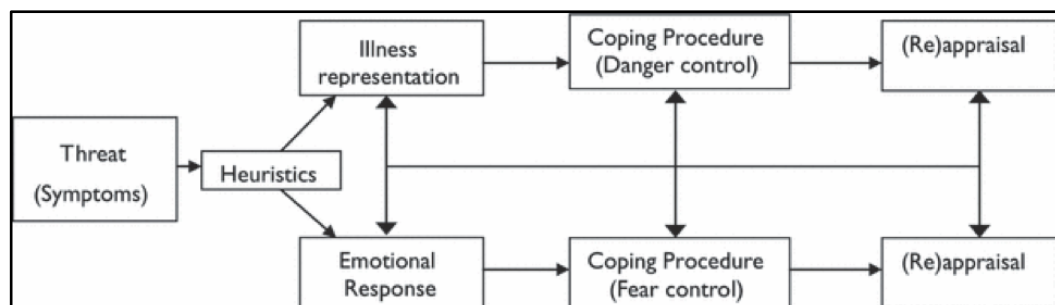 Threat
(Symptoms)
Heuristics
Illness
representation
Coping Procedure
(Danger control)
(Re)appraisal
Emotional
Response
Coping Procedure
(Fear control)
(Re)appraisal